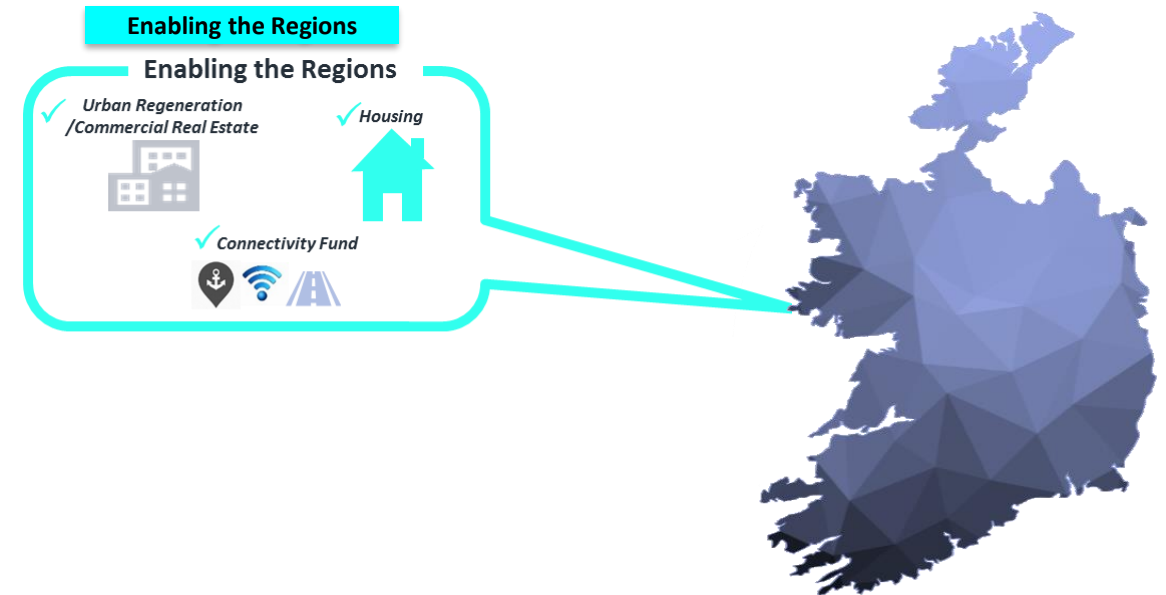 Enabling the Regions
Enabling the Regions
Urban Regeneration
/Commercial Real Estate
Housing
Connectivity Fund